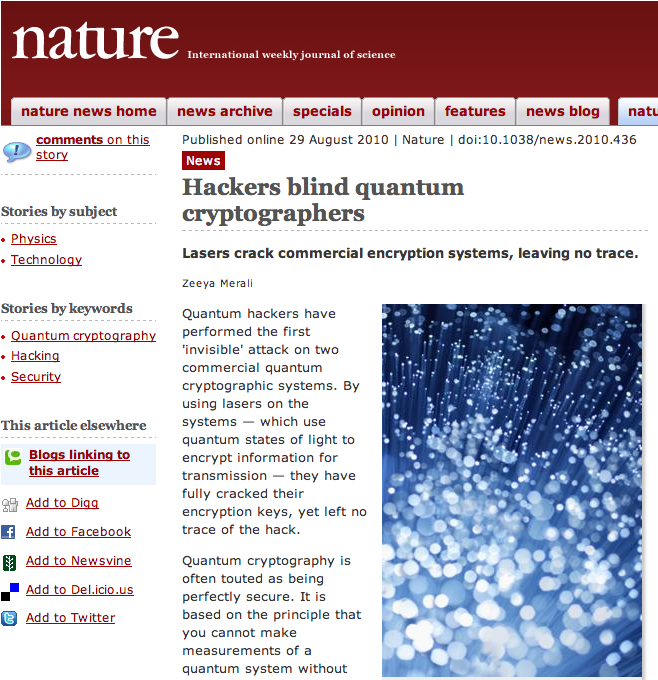 nature International weekly journal of science
nature news home news archive specials opinion features news blog natu
comments on this
story
Stories by subject
Physics
Technology
Stories by keywords
Quantum cryptography
Hacking
Security
This article elsewhere
Blogs linking to
this article
Add to Digg
Add to Facebook
Add to Newsvine
Add to Del.icio.us
Add to Twitter
Published online 29 August 2010 | Nature | doi:10.1038/news.2010.436
News
Hackers blind quantum
cryptographers
Lasers crack commercial encryption systems, leaving no trace.
Zeeya Merali
Quantum hackers have
performed the first
'invisible' attack on two
commercial quantum
cryptographic systems. By
using lasers on the
systems — which use
quantum states of light to
encrypt information for
transmission — they have
fully cracked their
encryption keys, yet left no
trace of the hack.
Quantum cryptography is
often touted as being
perfectly secure. It is
based on the principle that
you cannot make
measurements of a
quantum system without